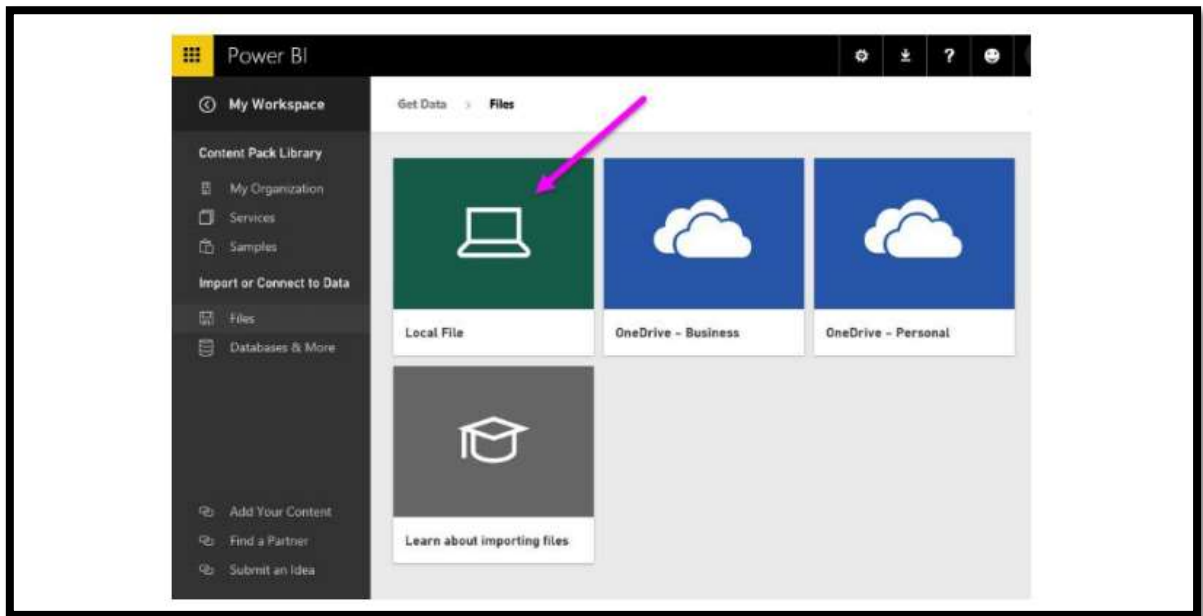 Power BI
?
My Workspace
Get Data > Files
Content Pack Library
My Organization
Services
Samples
Import or Connect to Data
Files
Databases & More
Local File
OneDrive - Business
OneDrive - Personal
Learn about importing files
Add Your Content
Find a Partner
Submit an Idea